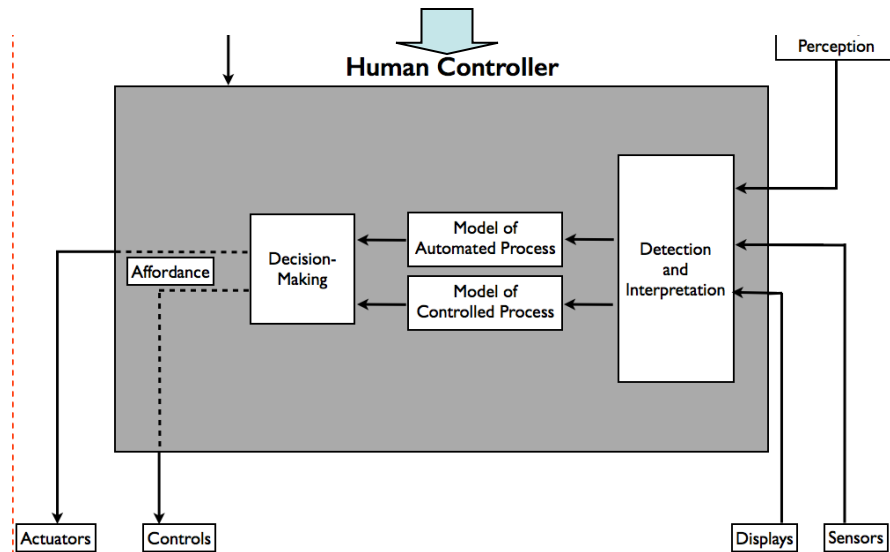 Perception
Human Controller
Model of
Automated Process
Detection
and
Interpretation
Decision-
Making
Affordance
Model of
Controlled Process
Actuators
Controls
Displays
Sensors